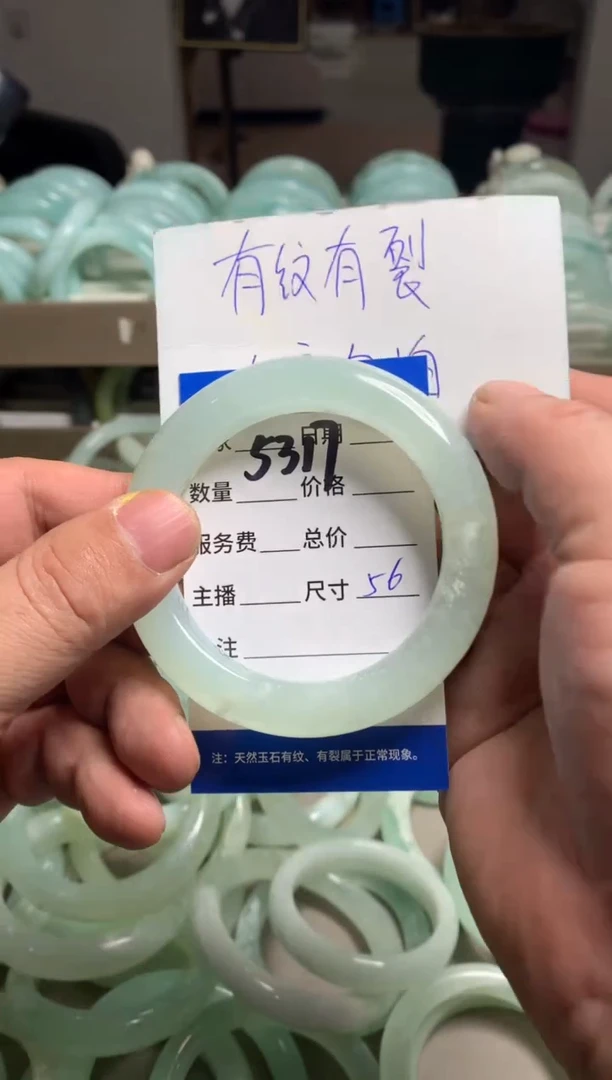 有纹有裂
5317
日期
数量 价格
服务费 总价
主播 尺寸 56
注
注：天然玉石有纹、有裂属于正常现象。